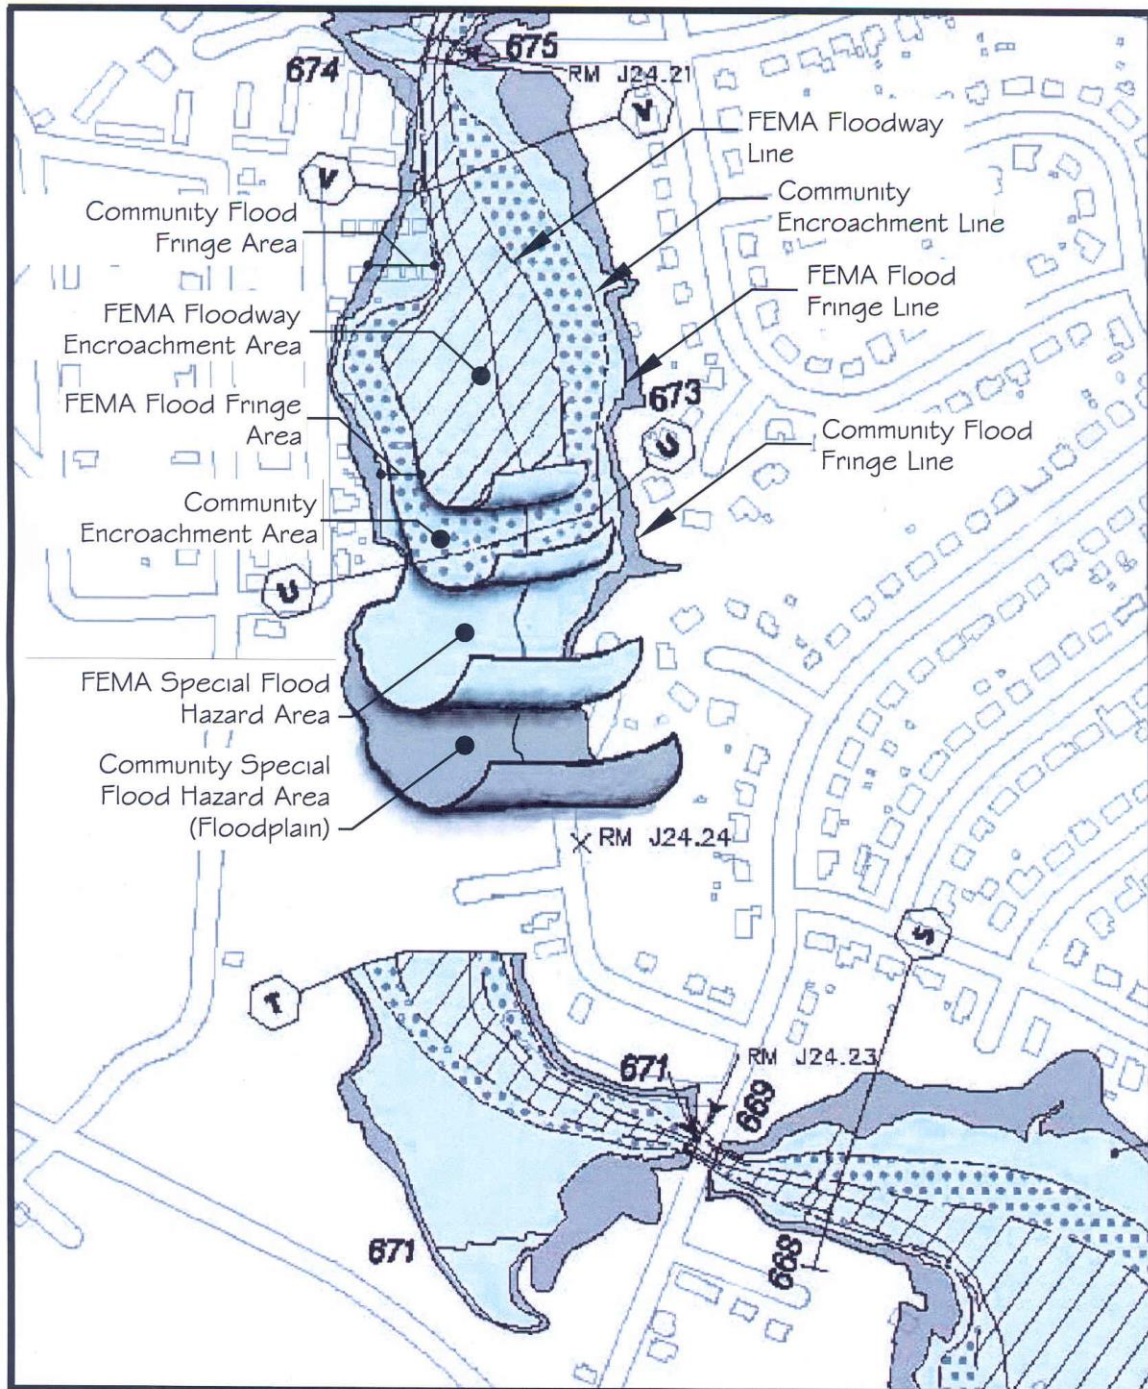 675
674
RM J24.21
V
V
FEMA Floodway
Line
Community Flood
Fringe Area
Community
Encroachment Line
FEMA Floodway
Encroachment Area
FEMA Flood
Fringe Line
FEMA Flood Fringe
Area
673
U
Community Flood
Fringe Line
Community
Encroachment Area
U
FEMA Special Flood
Hazard Area
Community Special
Flood Hazard Area
(Floodplain)
RM J24.24
S
T
671
RM J24.23
669
671
668